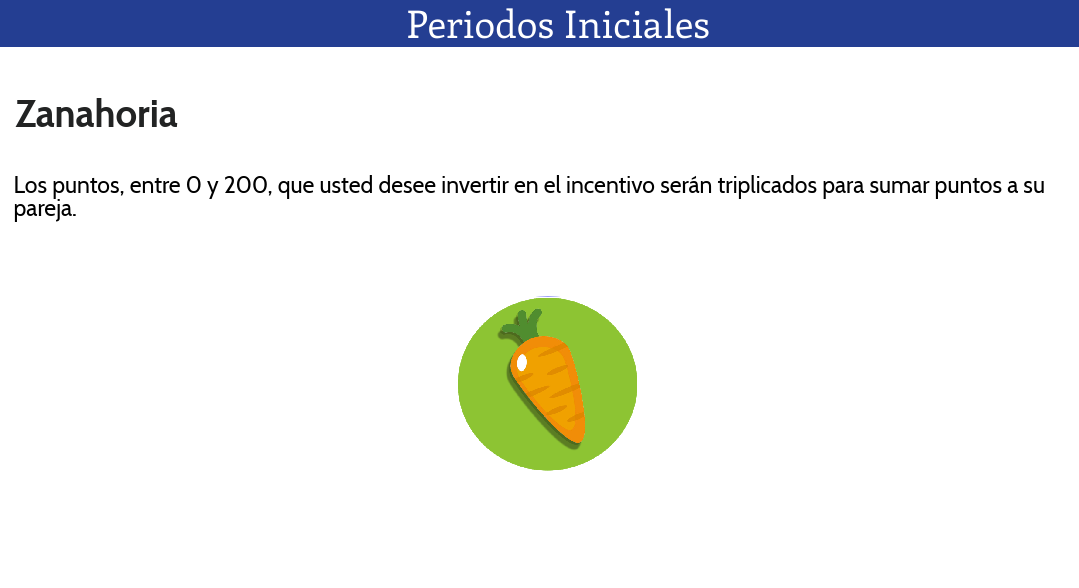 Periodos Iniciales
Zanahoria
Los puntos, entre 0 y 200, que usted desee invertir en el incentivo serán triplicados para sumar puntos a su
pareja.